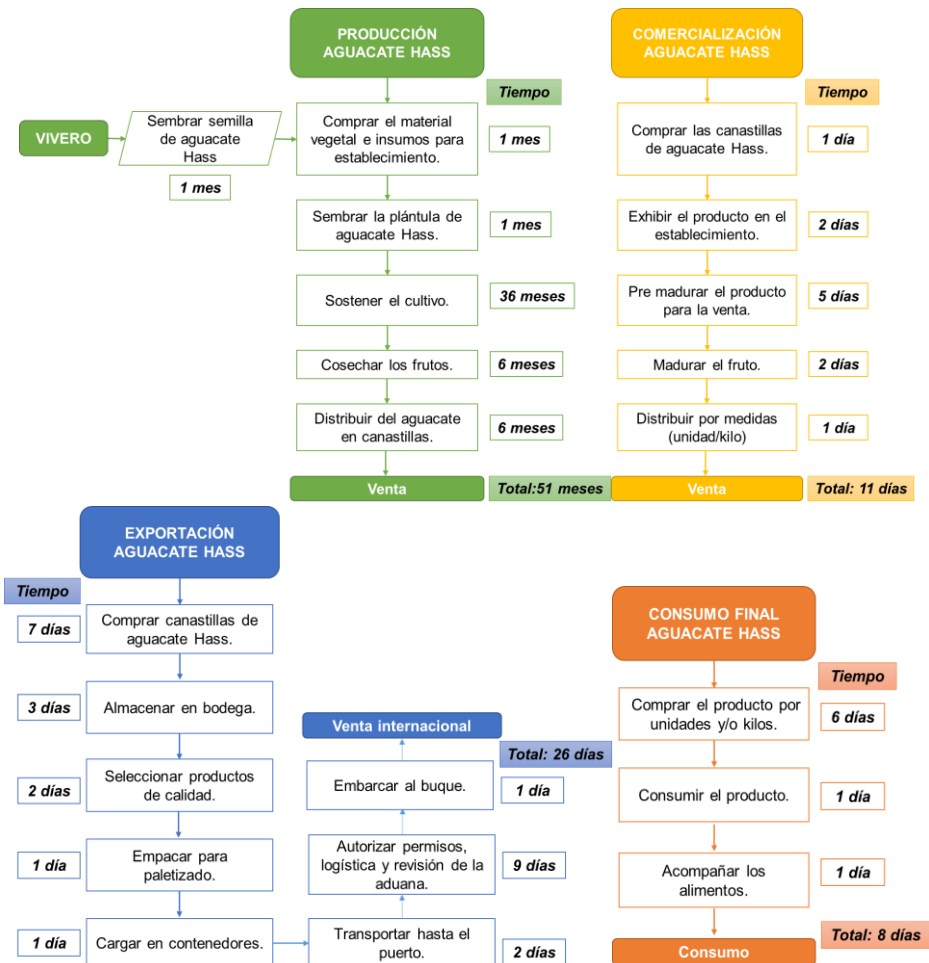 PRODUCCIÓN
AGUACATE HASS
Tiempo
VIVERO
Sembrar semilla
de aguacate
Hass
1 mes
Comprar el material
vegetal e insumos para
establecimiento.
1 mes
Sembrar la plántula de
aguacate Hass.
1 mes
Sostener el cultivo.
36 meses
Cosechar los frutos.
6 meses
Distribuir del aguacate
en canastillas.
6 meses
Venta
Total:51 meses
COMERCIALIZACIÓN
AGUACATE HASS
Tiempo
Comprar las canastillas
de aguacate Hass.
1 día
Exhibir el producto en el
establecimiento.
2 días
Pre madurar el producto
para la venta.
5 días
Madurar el fruto.
2 días
Distribuir por medidas
(unidad/kilo)
1 día
Venta
Total: 11 días
EXPORTACIÓN
AGUACATE HASS
Tiempo
7 días
Comprar canastillas de
aguacate Hass.
3 días
Almacenar en bodega.
2 días
Seleccionar productos
de calidad.
1 día
Empacar para
paletizado.
1 día
Cargar en contenedores.
Venta internacional
Total: 26 días
Embarcar al buque.
1 día
Autorizar permisos,
logística y revisión de la
aduana.
9 días
Transportar hasta el
puerto.
2 días
CONSUMO FINAL
AGUACATE HASS
Tiempo
Comprar el producto por
unidades y/o kilos.
6 días
Consumir el producto.
1 día
Acompañar los
alimentos.
1 día
Consumo
Total: 8 días